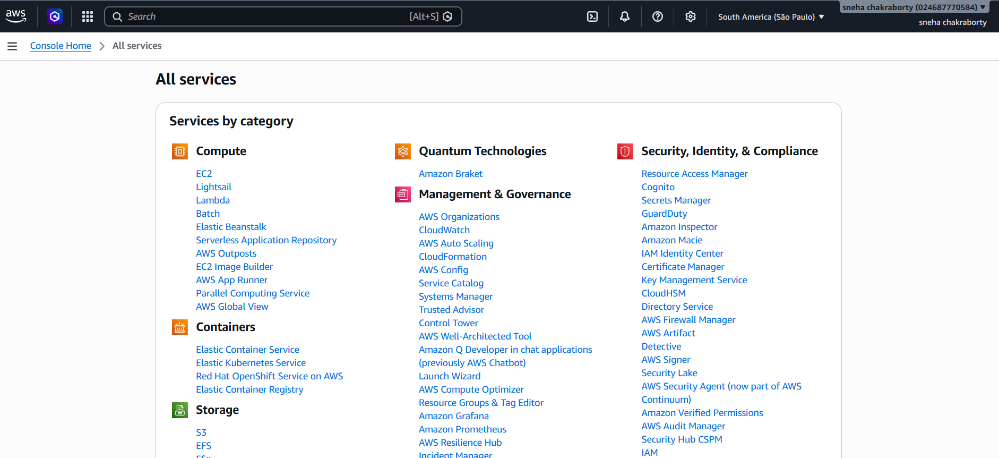 aws
Search
[Alt+S]
South America (São Paulo)
sneha chakraborty (024687770584)
sneha chakraborty
Console Home
All services
All services
Services by category
Compute
EC2
Lightsail
Lambda
Batch
Elastic Beanstalk
Serverless Application Repository
AWS Outposts
EC2 Image Builder
AWS App Runner
Parallel Computing Service
AWS Global View
Containers
Elastic Container Service
Elastic Kubernetes Service
Red Hat OpenShift Service on AWS
Elastic Container Registry
Storage
S3
EFS
FSx
Quantum Technologies
Amazon Braket
Management & Governance
AWS Organizations
CloudWatch
AWS Auto Scaling
CloudFormation
AWS Config
Service Catalog
Systems Manager
Trusted Advisor
Control Tower
AWS Well-Architected Tool
Amazon Q Developer in chat applications
(previously AWS Chatbot)
Launch Wizard
AWS Compute Optimizer
Resource Groups & Tag Editor
Amazon Grafana
Amazon Prometheus
AWS Resilience Hub
Incident Manager
Security, Identity, & Compliance
Resource Access Manager
Cognito
Secrets Manager
GuardDuty
Amazon Inspector
Amazon Macie
IAM Identity Center
Certificate Manager
Key Management Service
CloudHSM
Directory Service
AWS Firewall Manager
AWS Artifact
Detective
AWS Signer
Security Lake
AWS Security Agent (now part of AWS
Continuum)
Amazon Verified Permissions
AWS Audit Manager
Security Hub CSPM
IAM